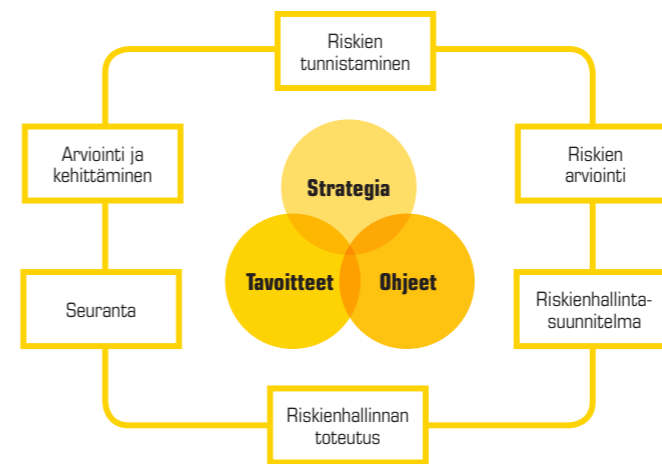 Riskien
tunnistaminen
Arviointi ja
kehittäminen
Riskien
arviointi
Strategia
Tavoitteet
Ohjeet
Seuranta
Riskienhallinta-
suunnitelma
Riskienhallinnan
toteutus